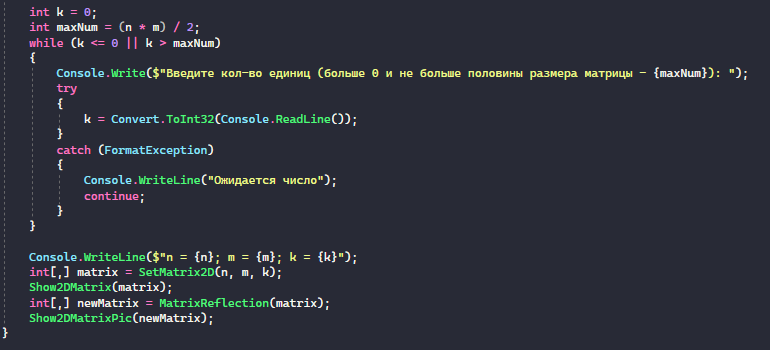 int k = 0;
int maxNum = (n * m) / 2;
while (k <= 0 || k > maxNum)
{
Console.Write($"Введите кол-во единиц (больше 0 и не больше половины размера матрицы - {maxNum}): ");
try
{
k = Convert.ToInt32(Console.ReadLine());
}
catch (FormatException)
{
Console.WriteLine("Ожидается число");
continue;
}
}
Console.WriteLine($"n = {n}; m = {m}; k = {k}");
int[,] matrix = SetMatrix2D(n, m, k);
Show2DMatrix(matrix);
int[,] newMatrix = MatrixReflection(matrix);
Show2DMatrixPic(newMatrix);
}